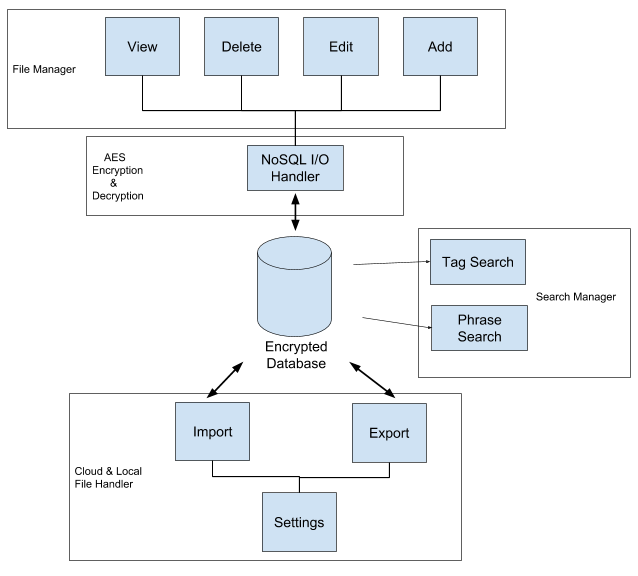 View
Delete
Edit
Add
File Manager
AES
Encryption
&
Decryption
NoSQL I/O
Handler
Tag Search
Search Manager
Phrase
Search
Encrypted
Database
Import
Export
Cloud & Local
File Handler
Settings